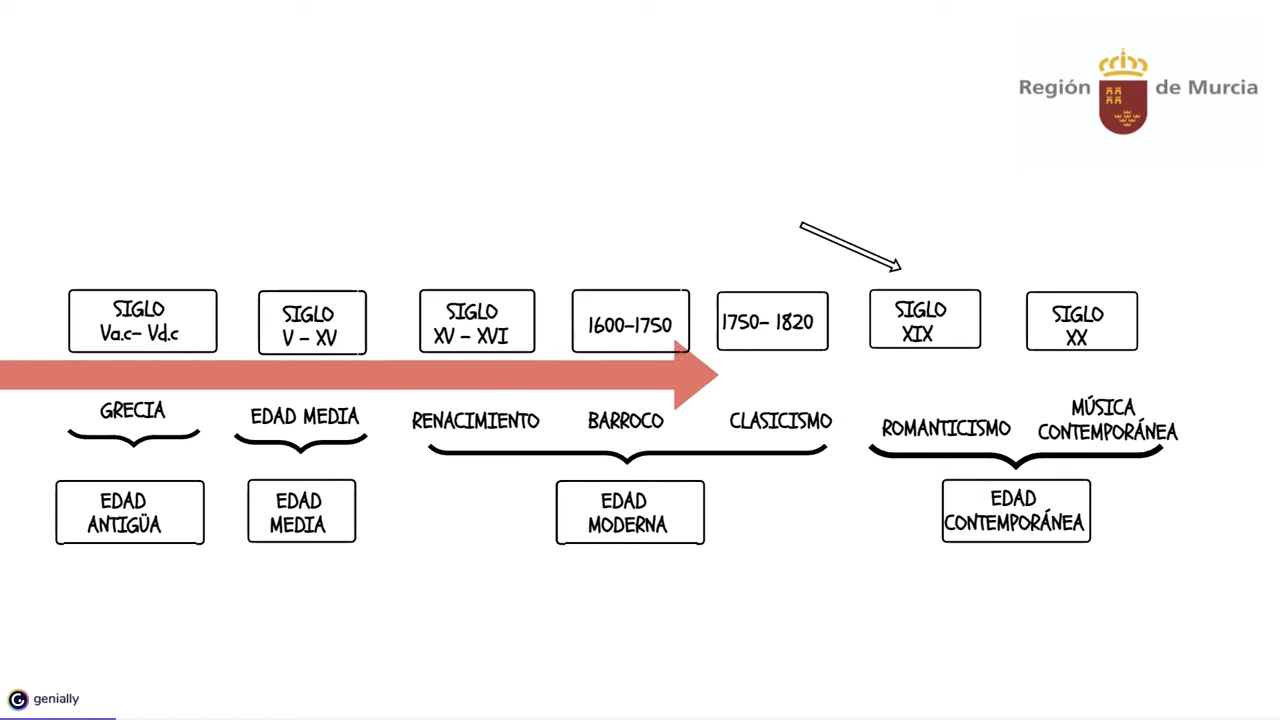 Región de Murcia
SIGLO
Va.c- Vd.c
SIGLO
V - XV
SIGLO
XV - XVI
1600-1750
1750- 1820
SIGLO
XIX
SIGLO
XX
GRECIA
EDAD MEDIA
RENACIMIENTO
BARROCO
CLASICISMO
ROMANTICISMO
MÚSICA
CONTEMPORÁNEA
EDAD
ANTIGÜA
EDAD
MEDIA
EDAD
MODERNA
EDAD
CONTEMPORÁNEA
genially